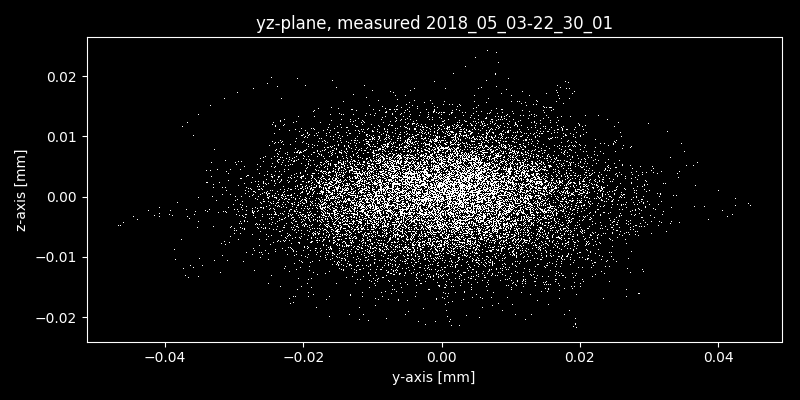 yz-plane, measured 2018_05_03-22_30_01
z-axis [mm]
0.02
0.01
0.00
−0.01
−0.02
−0.04 −0.02 0.00 0.02 0.04
y-axis [mm]